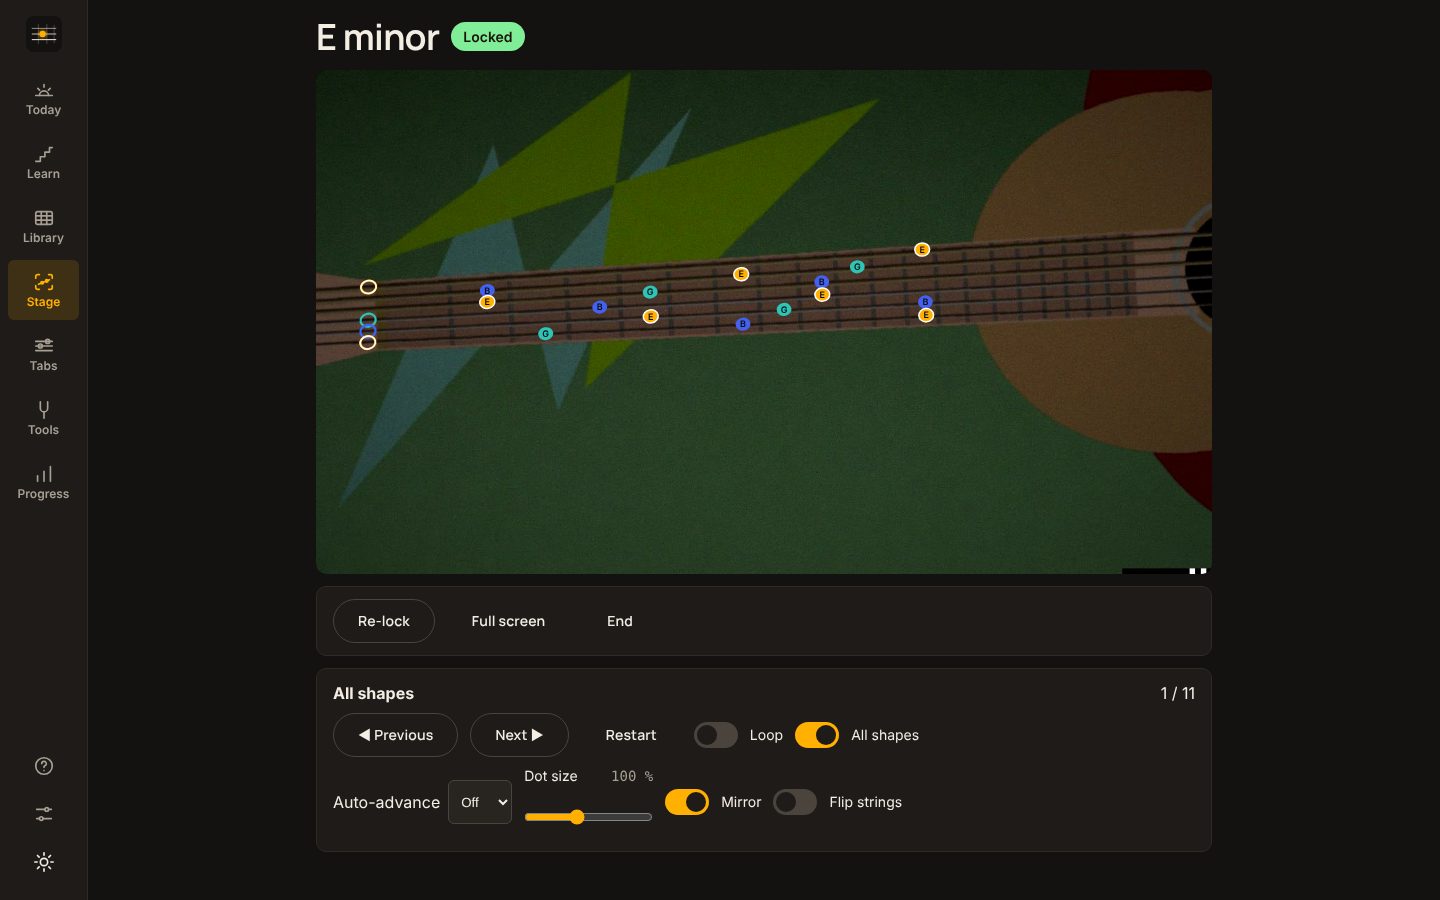 E minor
Locked
Today
Learn
Library
Stage
Tabs
Tools
Progress
E
G
B
B
E
G
B
E
E
G
B
G
B
E
E
Re-lock
Full screen
End
All shapes
1 / 11
◀ Previous
Next ▶
Restart
Loop
All shapes
Auto-advance
Off
Dot size
100 %
Mirror
Flip strings